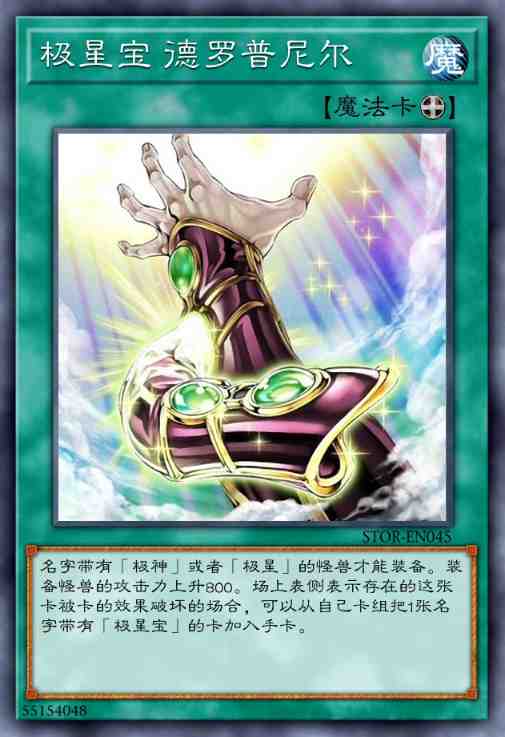 极星宝 德罗普尼尔
魔
【魔法卡】
STOR-EN045
名字带有「极神」或者「极星」的怪兽才能装备。装
备怪兽的攻击力上升800。场上表侧表示存在的这张
卡被卡的效果破坏的场合，可以从自己卡组把1张名
字带有「极星宝」的卡加入手卡。
55154048